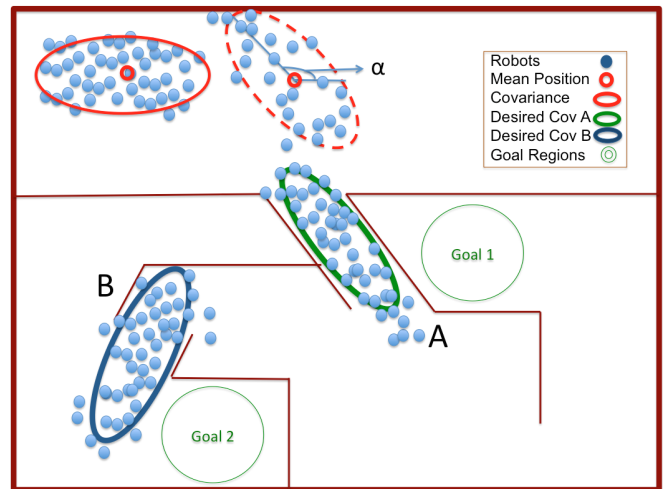 α
Robots
Mean Position
Covariance
Desired Cov A
Desired Cov B
Goal Regions
Goal 1
B
A
Goal 2